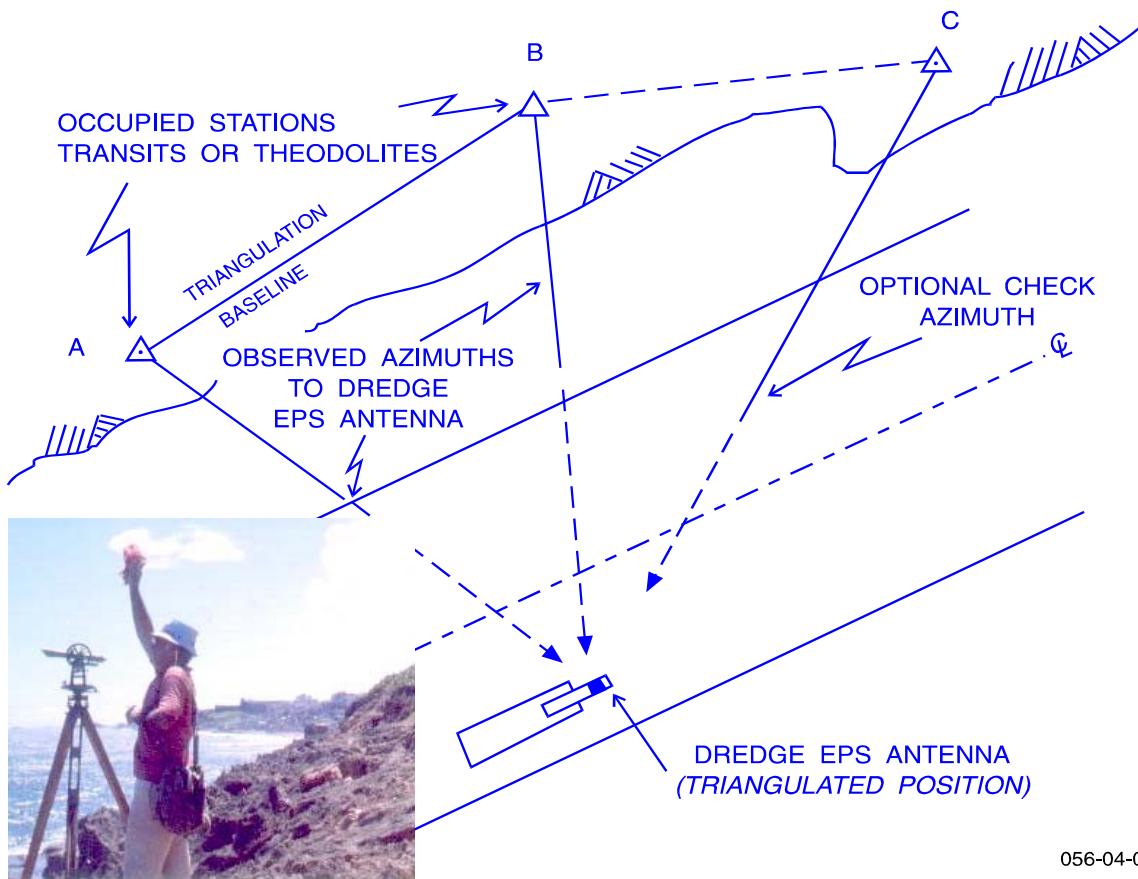 C
B
OCCUPIED STATIONS
TRANSITS OR THEODOLITES
TRIANGULATION
BASELINE
A
OPTIONAL CHECK
AZIMUTH
℄
OBSERVED AZIMUTHS
TO DREDGE
EPS ANTENNA
DREDGE EPS ANTENNA
(TRIANGULATED POSITION)
056-04-0